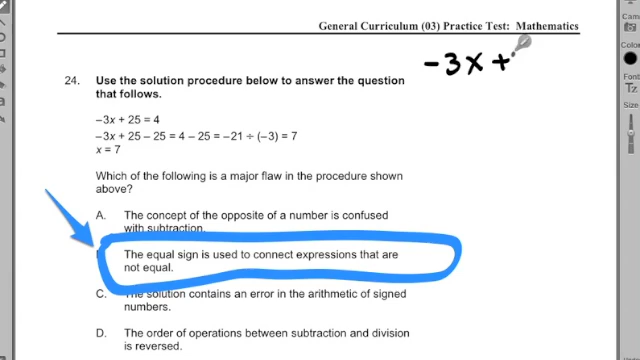 General Curriculum (03) Practice Test: Mathematics
-3x +
24. Use the solution procedure below to answer the question
that follows.
–3x + 25 = 4
–3x + 25 – 25 = 4 – 25 = –21 ÷ (–3) = 7
x = 7
Which of the following is a major flaw in the procedure shown
above?
A. The concept of the opposite of a number is confused
with subtraction.
The equal sign is used to connect expressions that are
not equal.
C. The solution contains an error in the arithmetic of signed
numbers.
D. The order of operations between subtraction and division
is reversed.
Cam
Color
Font
Tz
Siz